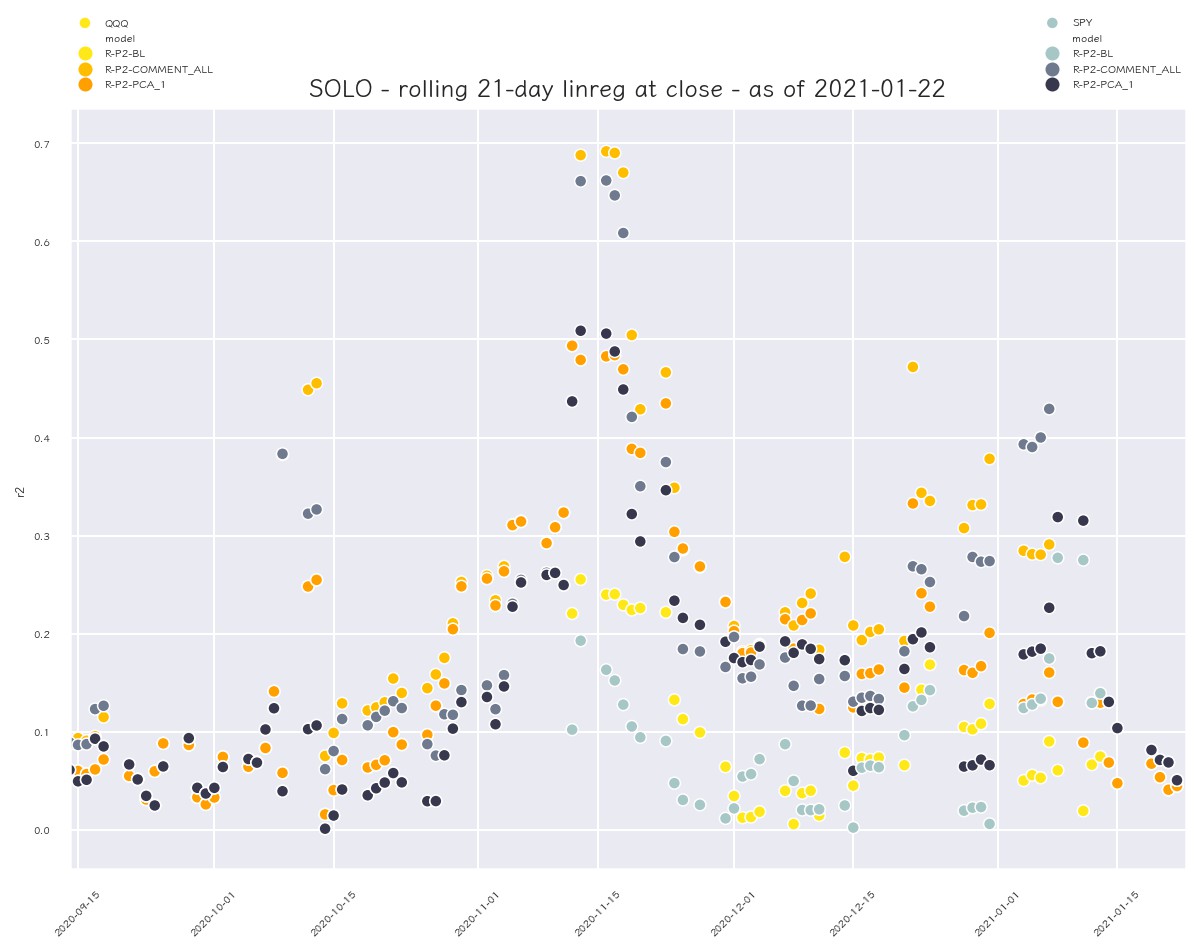 QQQ
model
R-P2-BL
R-P2-COMMENT_ALL
R-P2-PCA_1
SPY
model
R-P2-BL
R-P2-COMMENT_ALL
R-P2-PCA_1
SOLO - rolling 21-day linreg at close - as of 2021-01-22
0.7
0.6
0.5
0.4
0.3
0.2
0.1
0.0
r2
2020-09-15
2020-10-01
2020-10-15
2020-11-01
2020-11-15
2020-12-01
2020-12-15
2021-01-01
2021-01-15